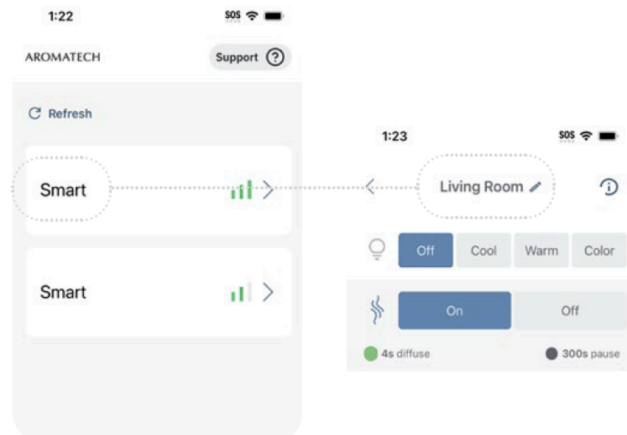 1:22 SOS
AROMATECH Support ?
Refresh
Smart
Smart
1:23 SOS
Living Room
Off Cool Warm Color
On Off
4s diffuse 300s pause